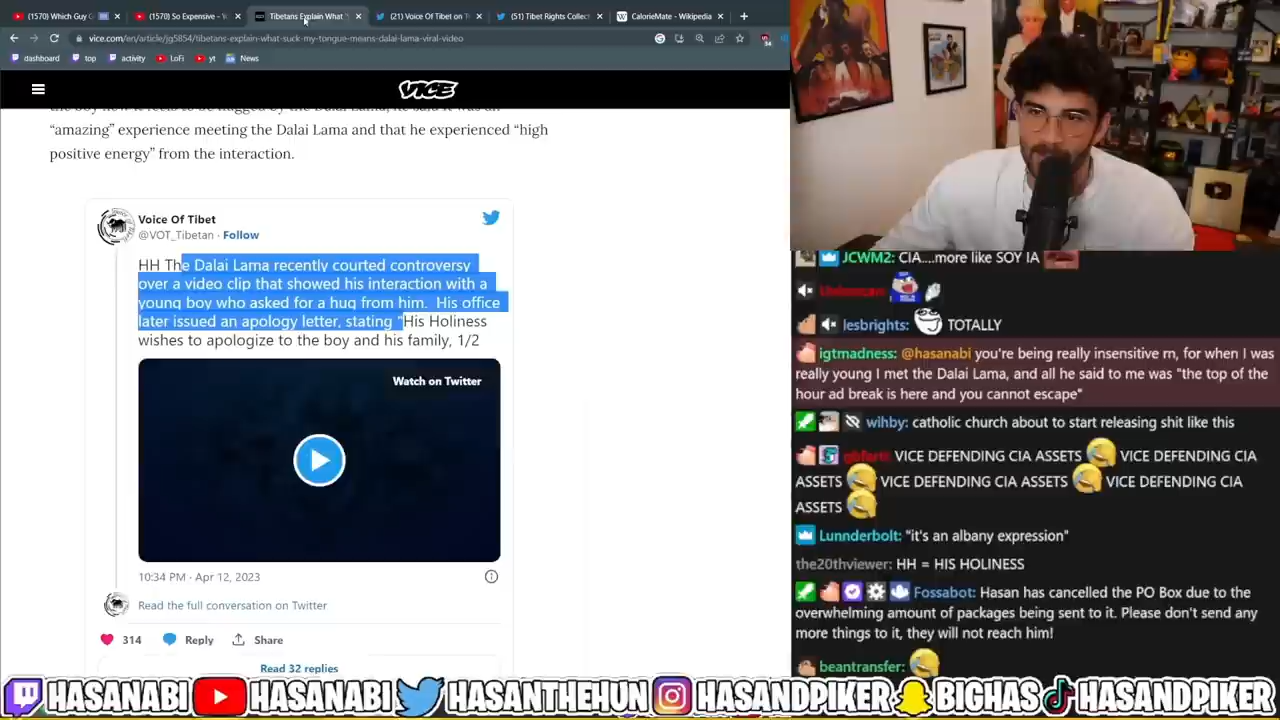 (1570) Which Guy G
(1570) So Expensive - W
Tibetans Explain What '
(21) Voice Of Tibet on T
(51) Tibet Rights Collect
CalorieMate - Wikipedia
vice.com/en/article/jg5854/tibetans-explain-what-suck-my-tongue-means-dalai-lama-viral-video
dashboard
top
activity
LoFi
yt
News
VICE
“amazing” experience meeting the Dalai Lama and that he experienced “high
positive energy” from the interaction.
Voice Of Tibet
@VOT_Tibetan · Follow
HH The Dalai Lama recently courted controversy
over a video clip that showed his interaction with a
young boy who asked for a hug from him. His office
later issued an apology letter, stating "His Holiness
wishes to apologize to the boy and his family, 1/2
Watch on Twitter
10:34 PM · Apr 12, 2023
Read the full conversation on Twitter
314
Reply
Share
Read 32 replies
JCWM2: CIA....more like SOY IA
lesbrights: TOTALLY
igtmadness: @hasanabi you're being really insensitive rn, for when I was
really young I met the Dalai Lama, and all he said to me was "the top of the
hour ad break is here and you cannot escape"
wihby: catholic church about to start releasing shit like this
VICE DEFENDING CIA ASSETS VICE DEFENDING CIA
ASSETS VICE DEFENDING CIA ASSETS VICE DEFENDING CIA
ASSETS
Lunnderbolt: "it's an albany expression"
the20thviewer: HH = HIS HOLINESS
Fossabot: Hasan has cancelled the PO Box due to the
overwhelming amount of packages being sent to it. Please don't send any
more things to it, they will not reach him!
beantransfer:
HASANABI HASANABI HASANTHEHUN HASANDPIKER BIGHAS HASANDPIKER